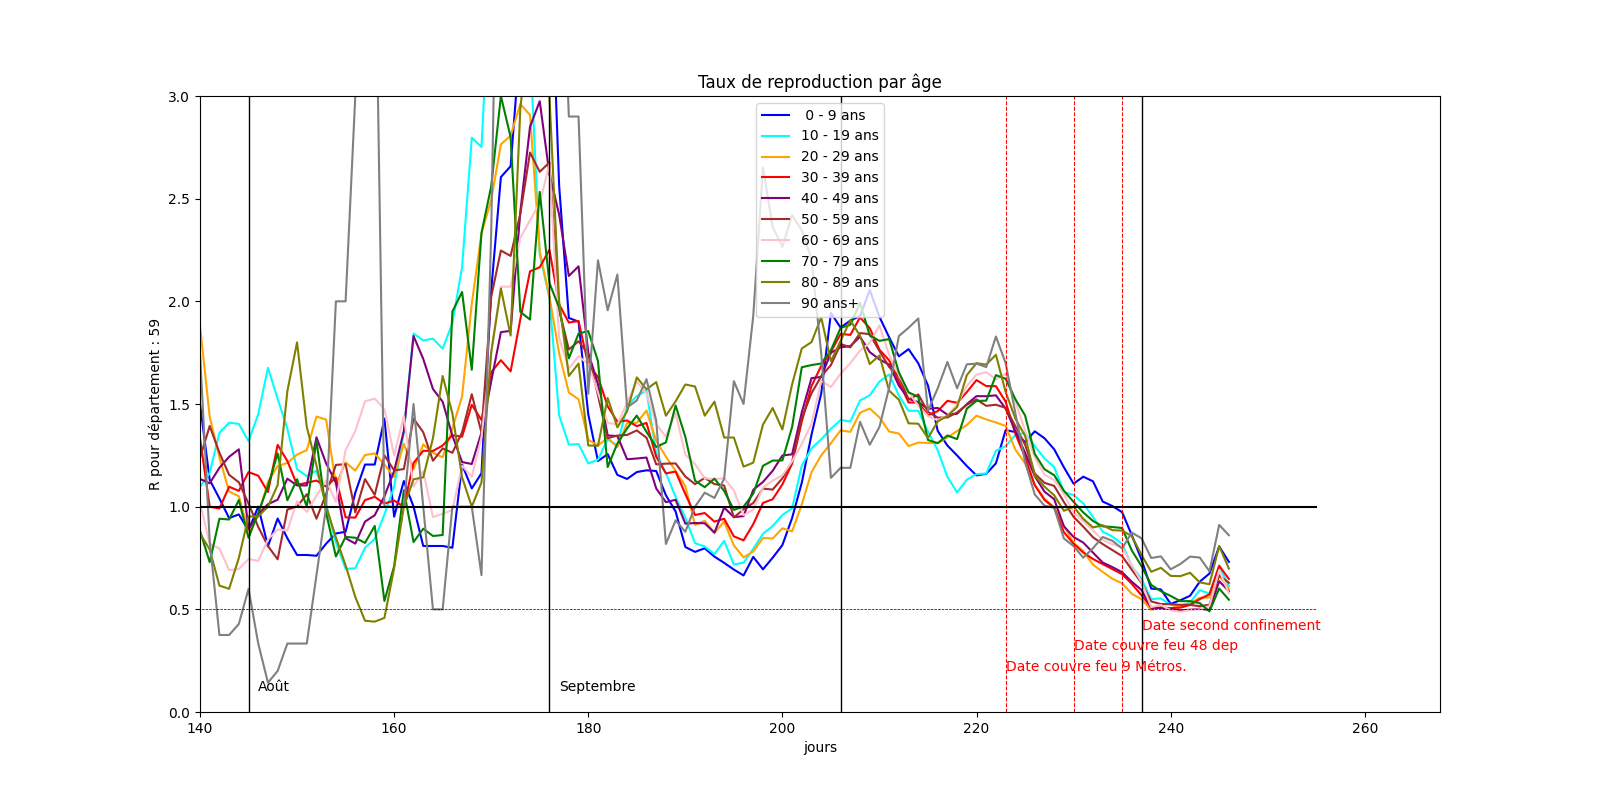 Taux de reproduction par âge
R pour département : 59
3.0
2.5
2.0
1.5
1.0
0.5
0.0
0 - 9 ans
10 - 19 ans
20 - 29 ans
30 - 39 ans
40 - 49 ans
50 - 59 ans
60 - 69 ans
70 - 79 ans
80 - 89 ans
90 ans+
Date second confinement
Date couvre feu 48 dep
Date couvre feu 9 Métros.
Août
Septembre
140 160 180 200 220 240 260
jours